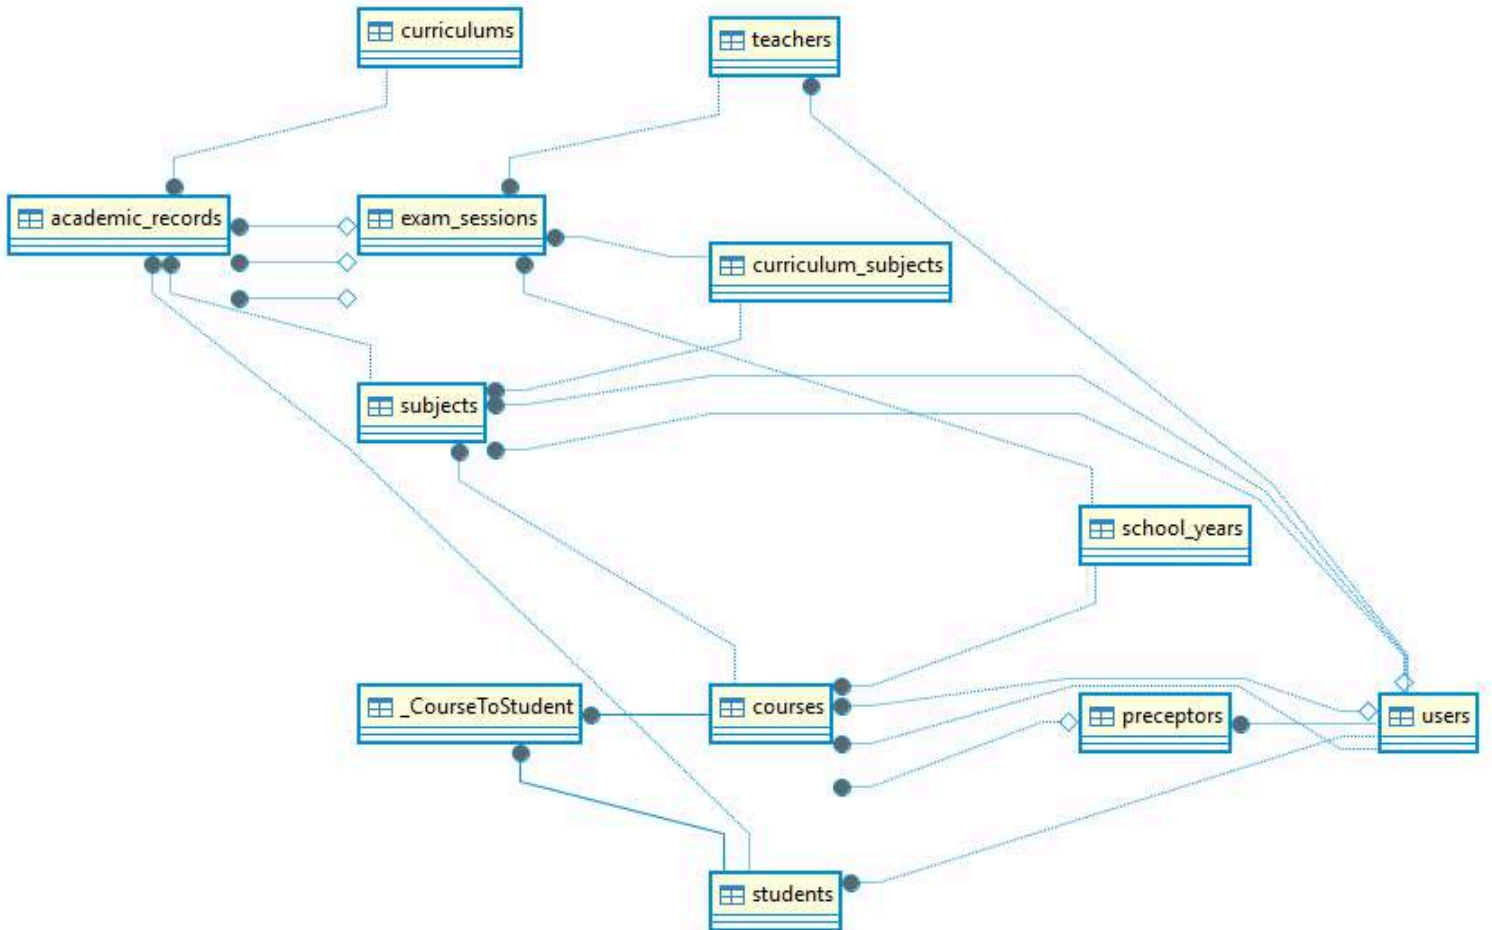 curriculums
teachers
academic_records
exam_sessions
curriculum_subjects
subjects
school_years
_CourseToStudent
courses
preceptors
users
students